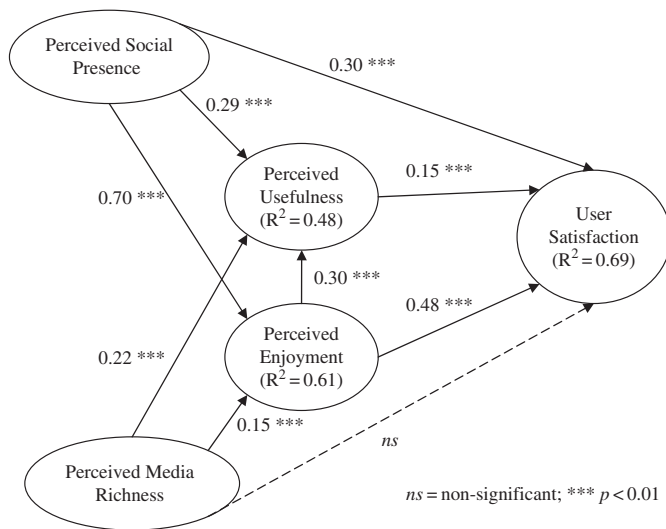 Perceived Social
Presence
0.30 ***
0.29 ***
Perceived
Usefulness
(R² = 0.48)
0.15 ***
0.70 ***
User
Satisfaction
(R² = 0.69)
0.30 ***
0.48 ***
Perceived
Enjoyment
(R² = 0.61)
0.22 ***
0.15 ***
ns
Perceived Media
Richness
ns = non-significant; *** p < 0.01